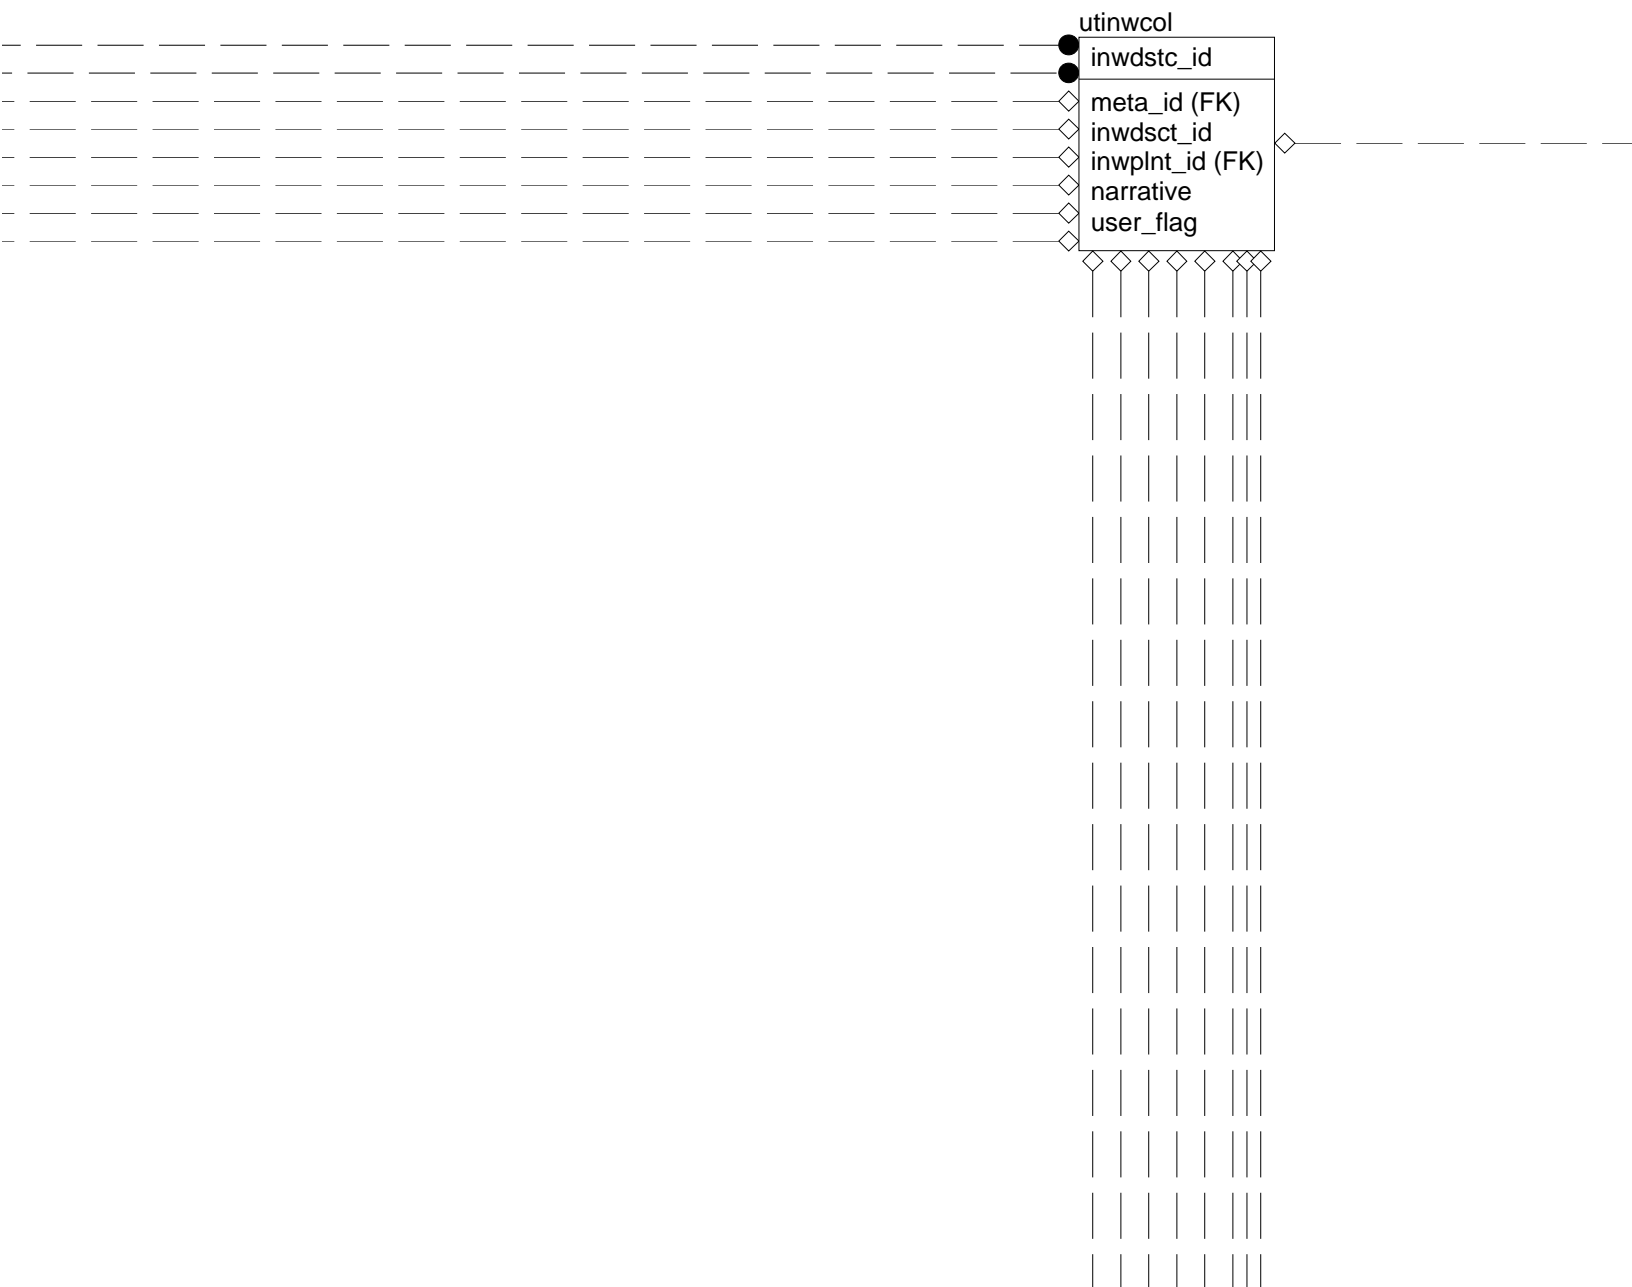 utinwcol
inwdstc_id
meta_id (FK)
inwdsct_id
inwplnt_id (FK)
narrative
user_flag